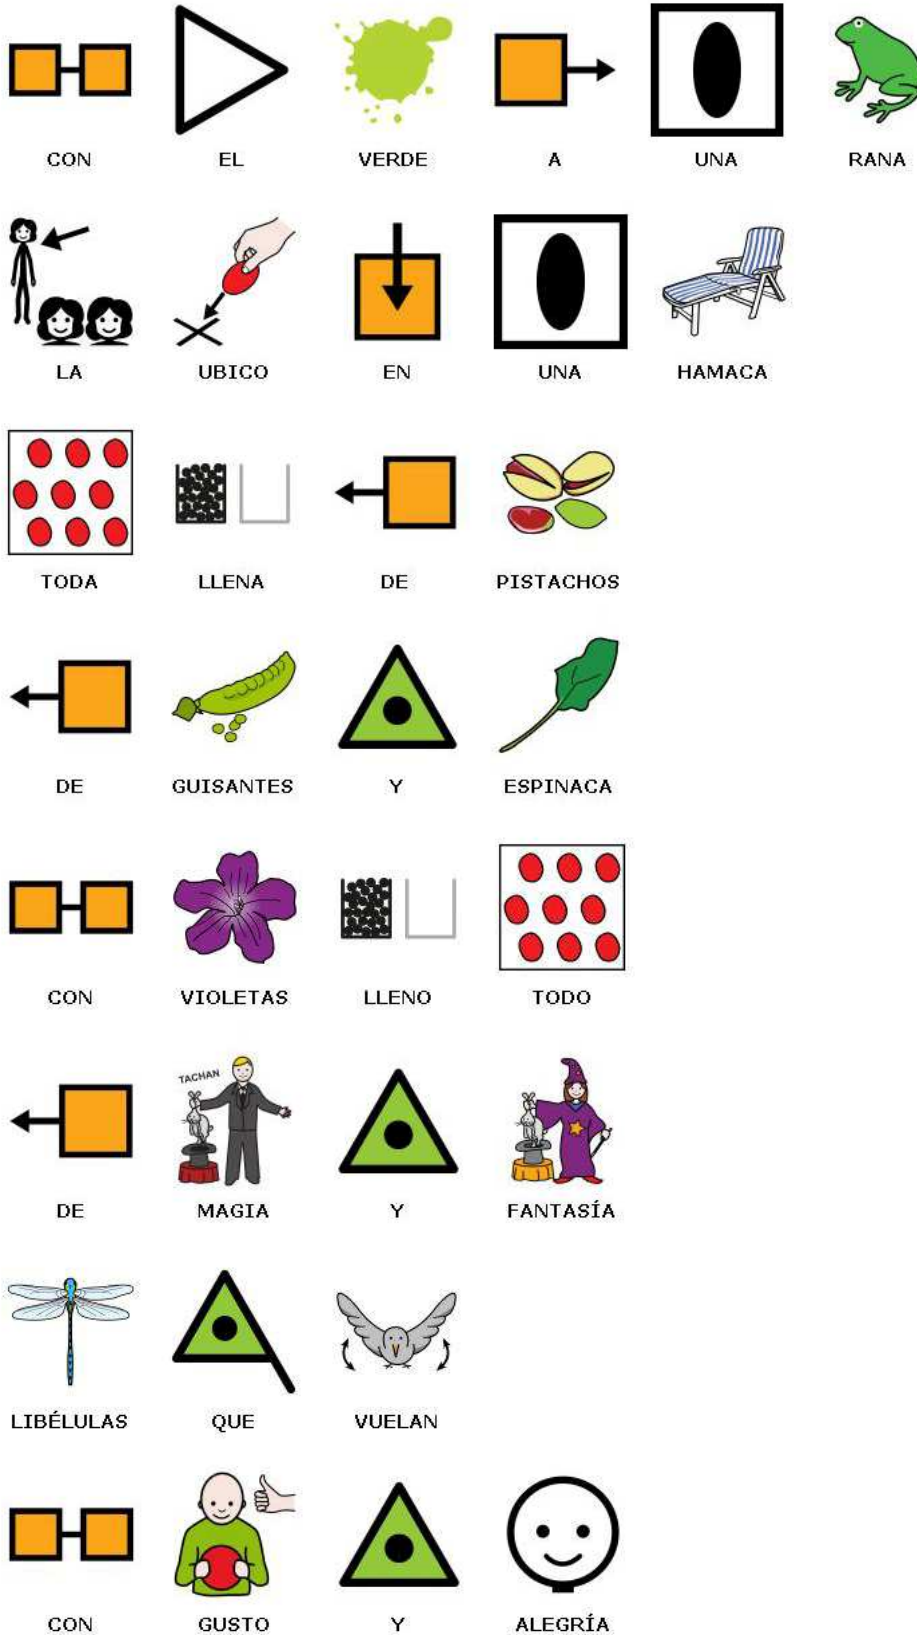 CON EL VERDE A UNA RANA
LA UBICO EN UNA HAMACA
TODA LLENA DE PISTACHOS
DE GUISANTES Y ESPINACA
CON VIOLETAS LLENO TODO
TACHAN
DE MAGIA Y FANTASÍA
LIBÉLULAS QUE VUELAN
CON GUSTO Y ALEGRÍA